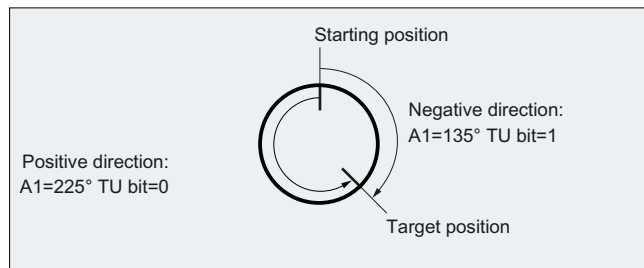 Starting position
Negative direction:
A1=135° TU bit=1
Positive direction:
A1=225° TU bit=0
Target position